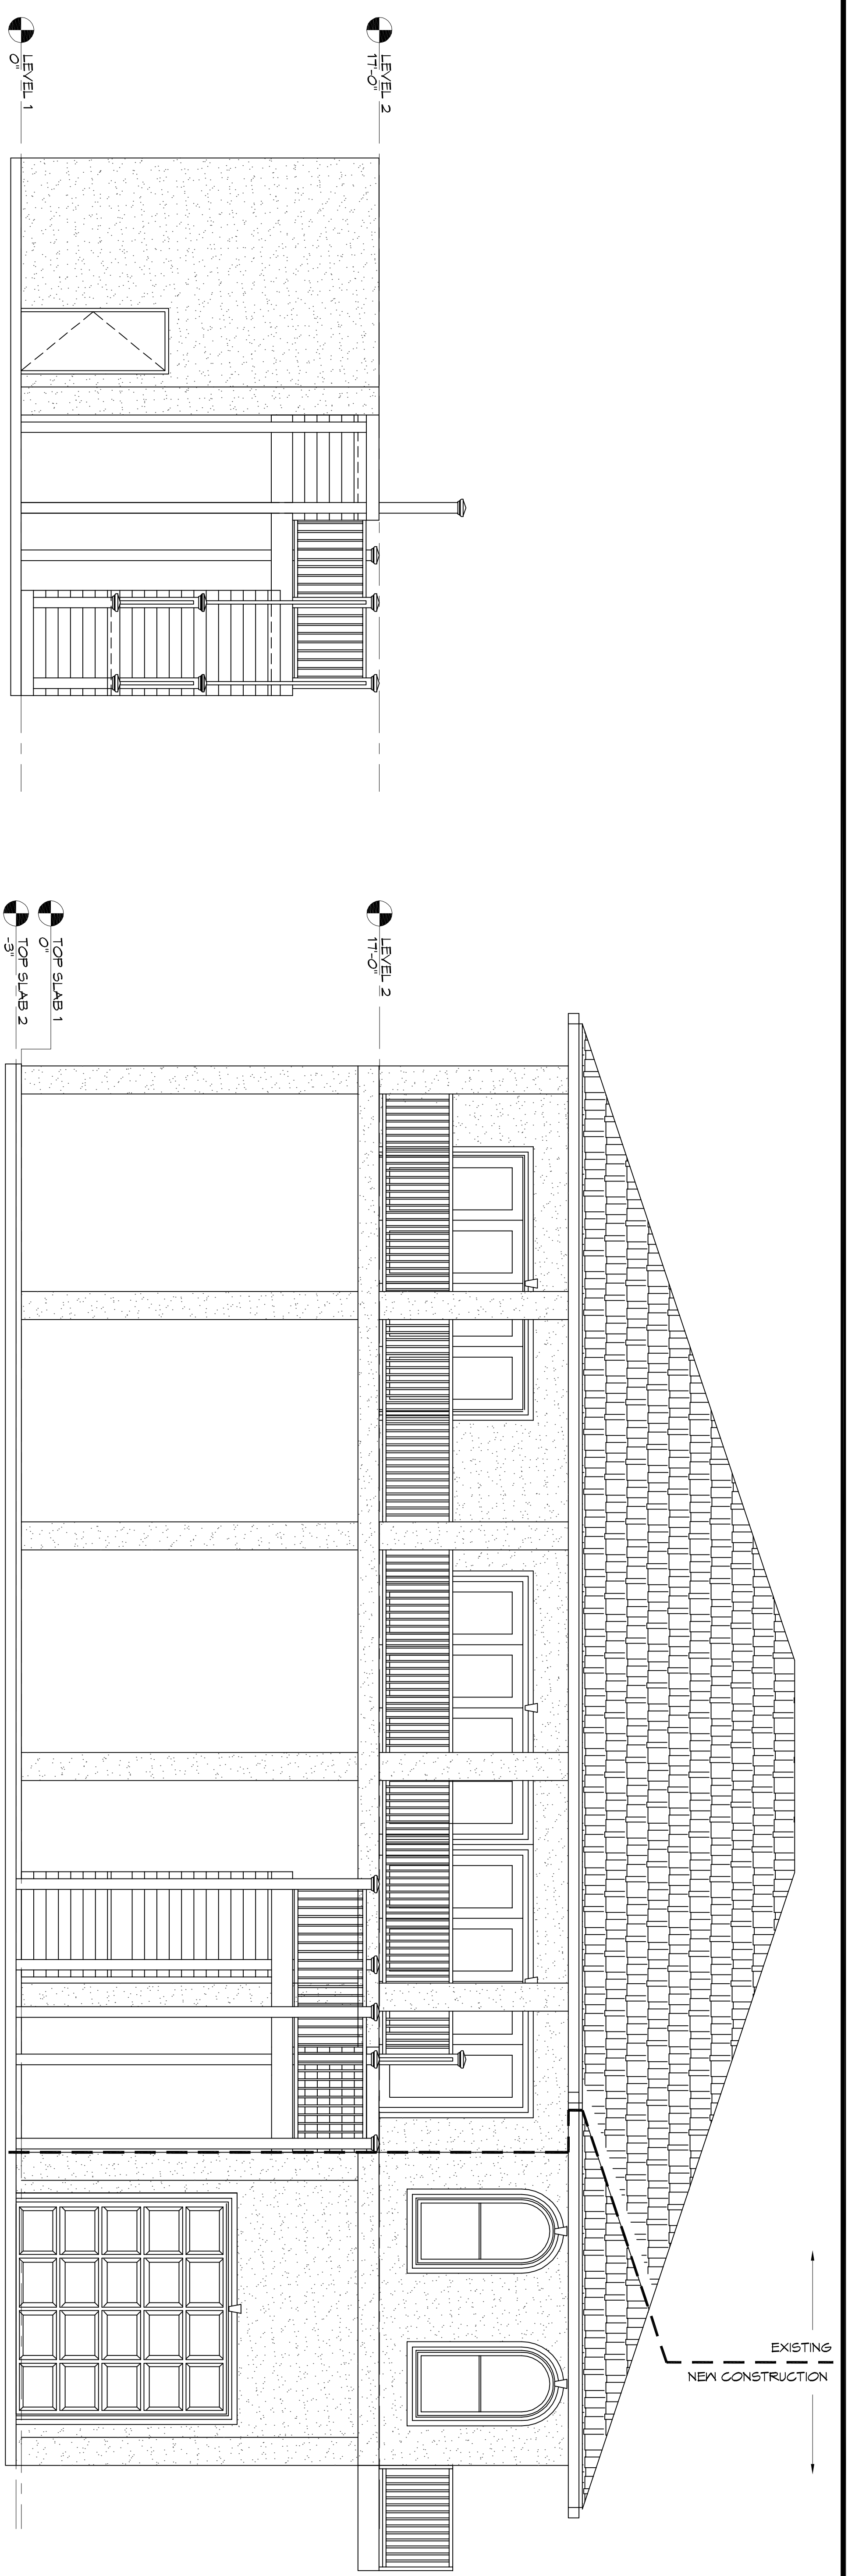 LEVEL 2
17'-0"
LEVEL 1
0"
LEVEL 2
17'-0"
TOP SLAB 1
0"
TOP SLAB 2
-3"
EXISTING
NEW CONSTRUCTION